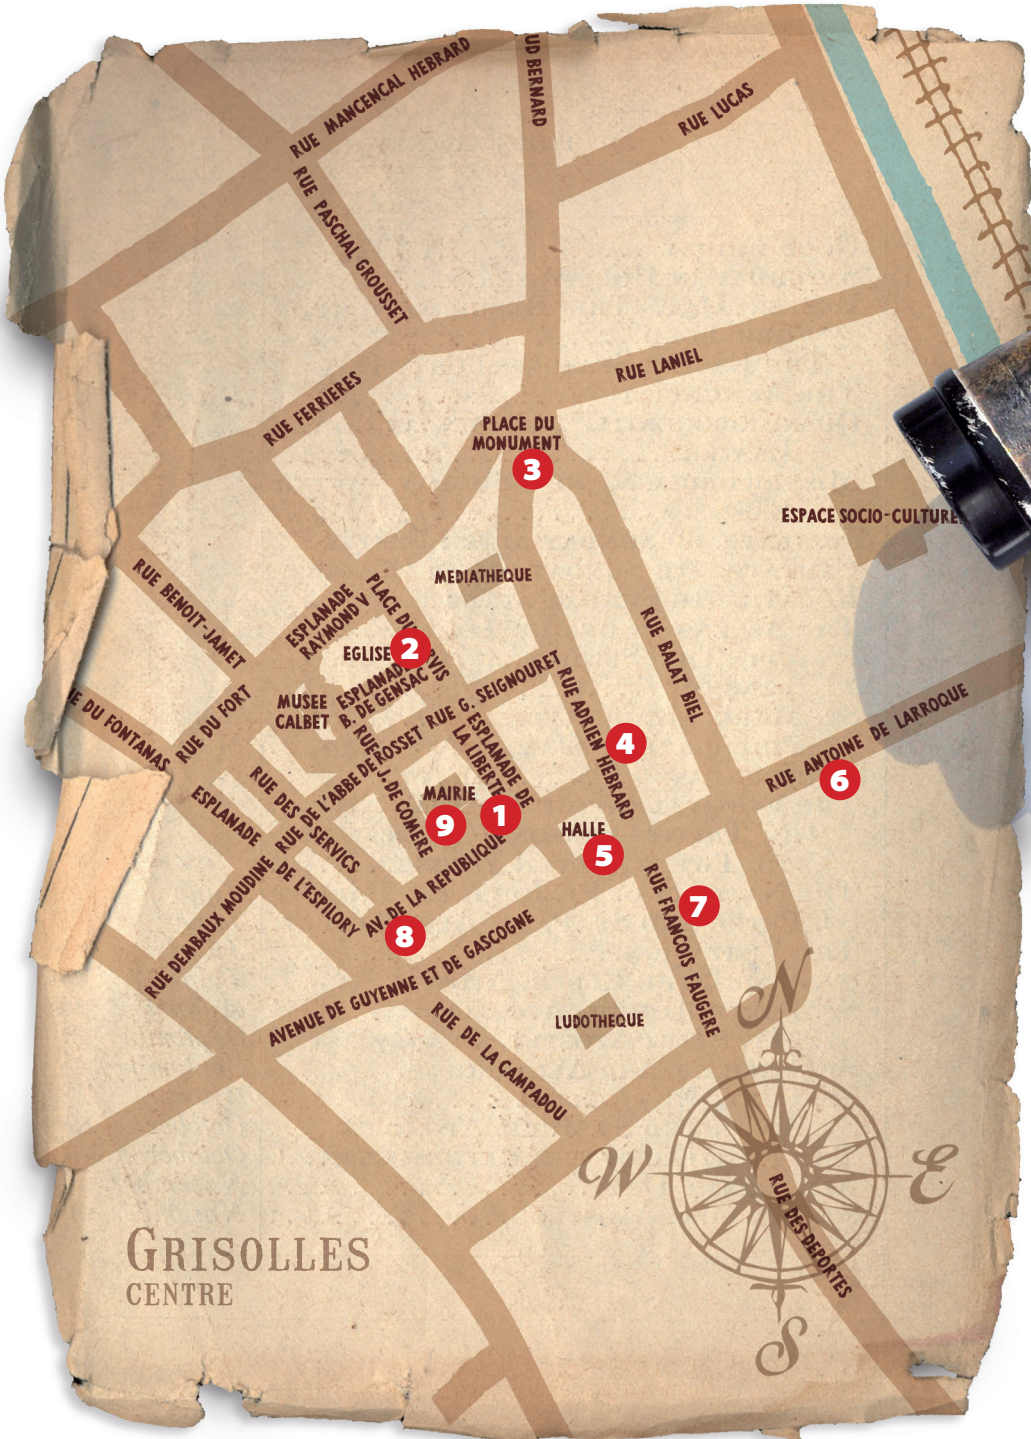 RUE MANCENCAL HEBRARD
UD BERNARD
RUE LUCAS
RUE PASCHAL GROUSSET
RUE LANIEL
RUE FERRIERES
PLACE DU
MONUMENT
3
ESPACE SOCIO-CULTURE
MEDIATHEQUE
RUE BENOIT-JAMET
ESPLANADE
RAYMOND V
PLACE DU
RVIS
EGLISE
2
ESPLANADE
B. DE GENSAC
MUSEE
CALBET
RUE BALAT BIEL
E DU FONTANAS
RUE DU FORT
RUE G. SEIGNOURET
RUE ADRIEN HEBRARD
4
RUE ANTOINE DE LARROQUE
6
ESPLANADE DE
LA LIBERTE
RUE J. DE COMERE
RUE DE L'ABBE DE ROSSET
RUE DES SERVICS
MAIRIE
9
1
HALLE
5
ESPLANADE DE L'ESPILORY
AV. DE LA REPUBLIQUE
8
RUE DEMBAUX MOUDINE
RUE FRANCOIS FAUGERE
7
AVENUE DE GUYENNE ET DE GASCOGNE
RUE DE LA CAMPADOU
LUDOTHEQUE
N
W
E
S
RUE DES DEPORTES
GRISOLLES
CENTRE